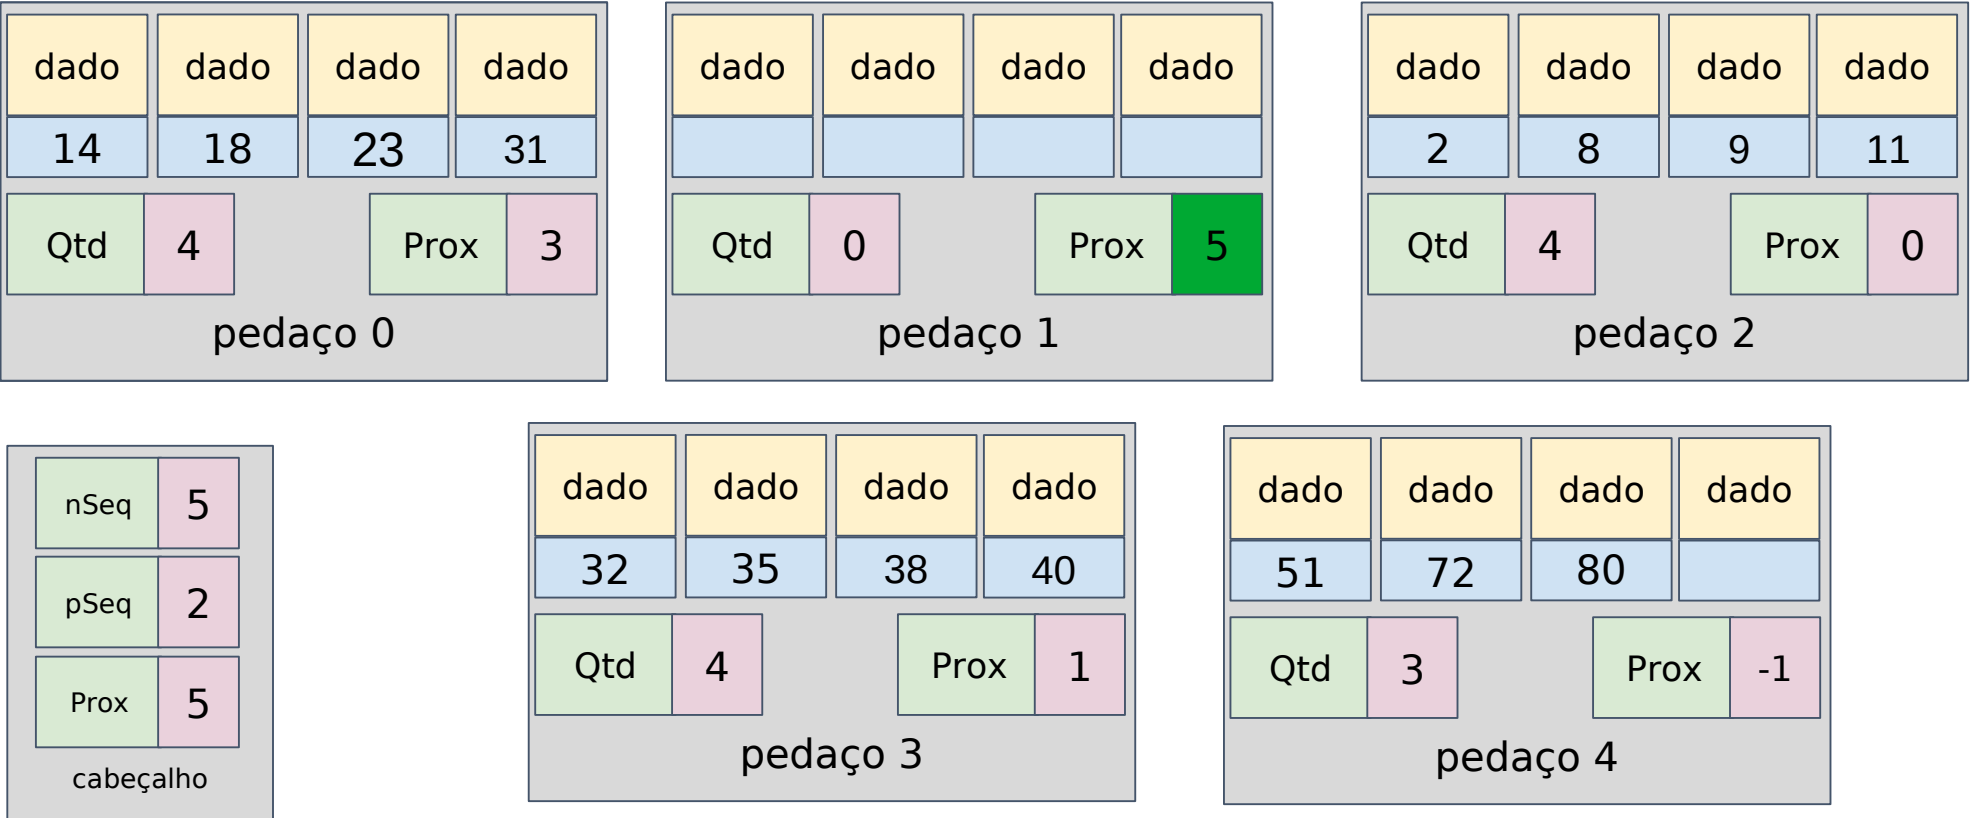 dado dado dado dado
14 18 23 31
Qtd 4 Prox 3
pedaço 0
dado dado dado dado
Qtd 0 Prox 5
pedaço 1
dado dado dado dado
2 8 9 11
Qtd 4 Prox 0
pedaço 2
nSeq 5
pSeq 2
Prox 5
cabeçalho
dado dado dado dado
32 35 38 40
Qtd 4 Prox 1
pedaço 3
dado dado dado dado
51 72 80
Qtd 3 Prox -1
pedaço 4